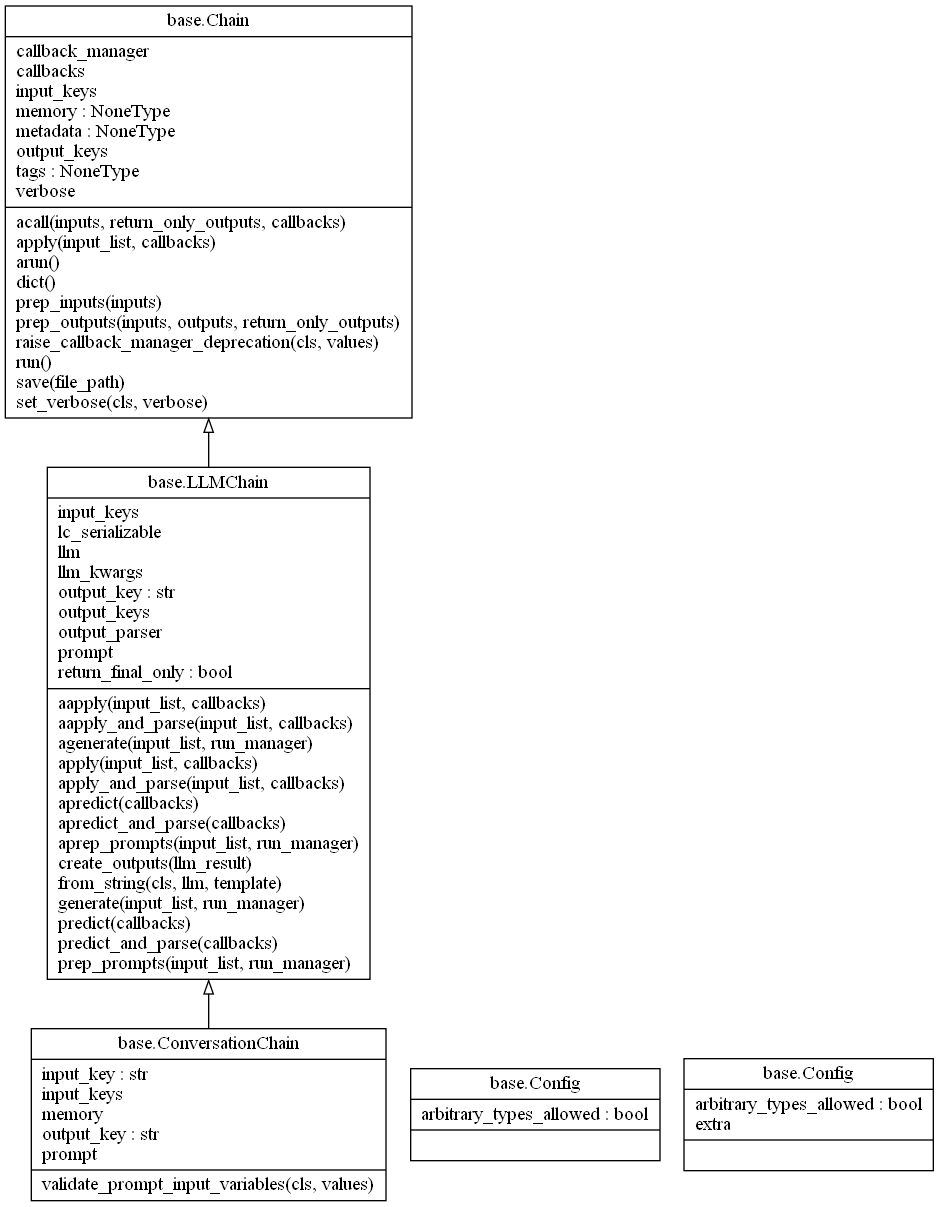 base.Chain
callback_manager
callbacks
input_keys
memory : NoneType
metadata : NoneType
output_keys
tags : NoneType
verbose
acall(inputs, return_only_outputs, callbacks)
apply(input_list, callbacks)
arun()
dict()
prep_inputs(inputs)
prep_outputs(inputs, outputs, return_only_outputs)
raise_callback_manager_deprecation(cls, values)
run()
save(file_path)
set_verbose(cls, verbose)
base.LLMChain
input_keys
lc_serializable
llm
llm_kwargs
output_key : str
output_keys
output_parser
prompt
return_final_only : bool
aapply(input_list, callbacks)
aapply_and_parse(input_list, callbacks)
agenerate(input_list, run_manager)
apply(input_list, callbacks)
apply_and_parse(input_list, callbacks)
apredict(callbacks)
apredict_and_parse(callbacks)
aprep_prompts(input_list, run_manager)
create_outputs(llm_result)
from_string(cls, llm, template)
generate(input_list, run_manager)
predict(callbacks)
predict_and_parse(callbacks)
prep_prompts(input_list, run_manager)
base.ConversationChain
input_key : str
input_keys
memory
output_key : str
prompt
validate_prompt_input_variables(cls, values)
base.Config
arbitrary_types_allowed : bool
base.Config
arbitrary_types_allowed : bool
extra